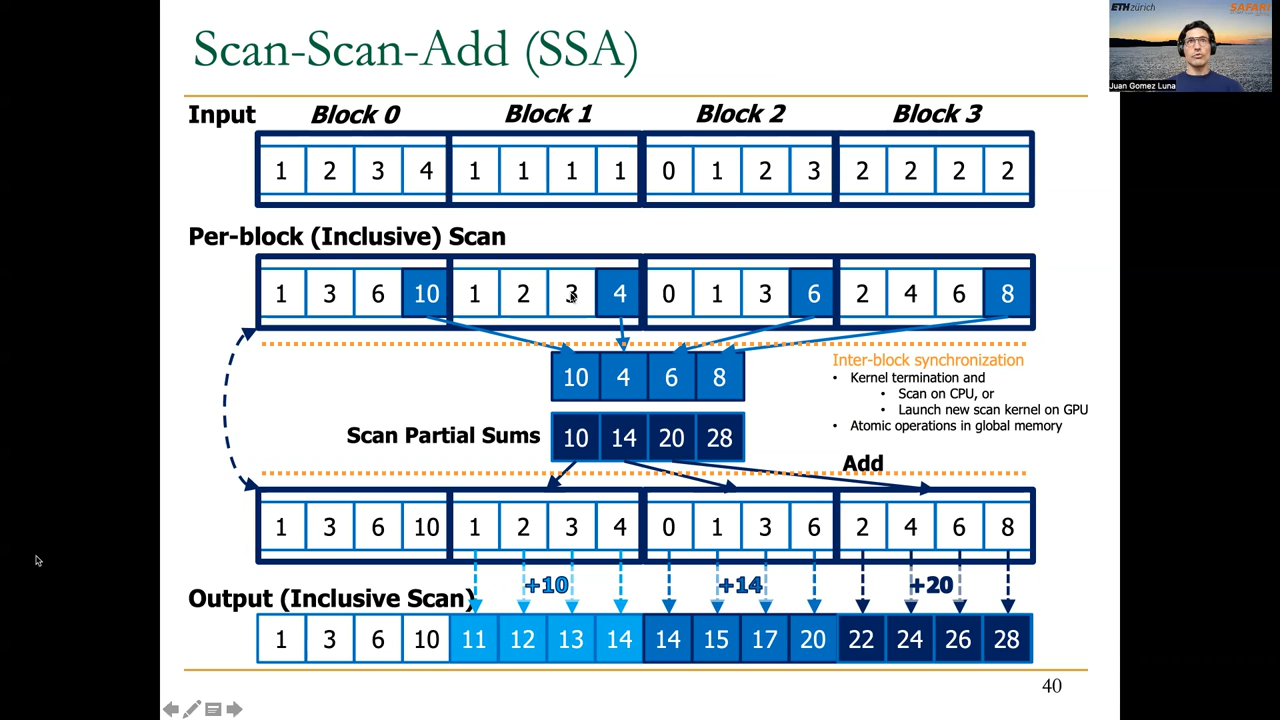 Scan-Scan-Add (SSA)
ETHzürich
SAFARI
Juan Gomez Luna
Input
Block 0 Block 1 Block 2 Block 3
1 2 3 4 1 1 1 1 0 1 2 3 2 2 2 2
Per-block (Inclusive) Scan
1 3 6 10 1 2 3 4 0 1 3 6 2 4 6 8
10 4 6 8
Inter-block synchronization
• Kernel termination and
• Scan on CPU, or
• Launch new scan kernel on GPU
• Atomic operations in global memory
Scan Partial Sums 10 14 20 28
Add
1 3 6 10 1 2 3 4 0 1 3 6 2 4 6 8
+10 +14 +20
Output (Inclusive Scan)
1 3 6 10 11 12 13 14 14 15 17 20 22 24 26 28
40